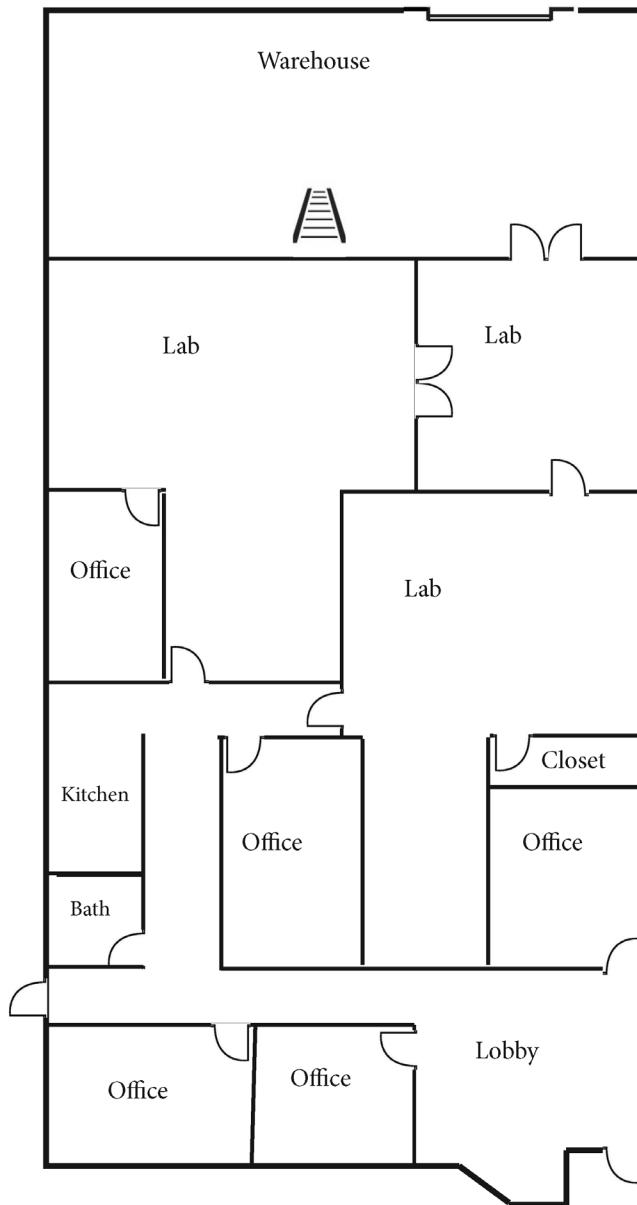 Warehouse
Lab
Lab
Office
Lab
Closet
Kitchen
Office
Office
Bath
Lobby
Office
Office